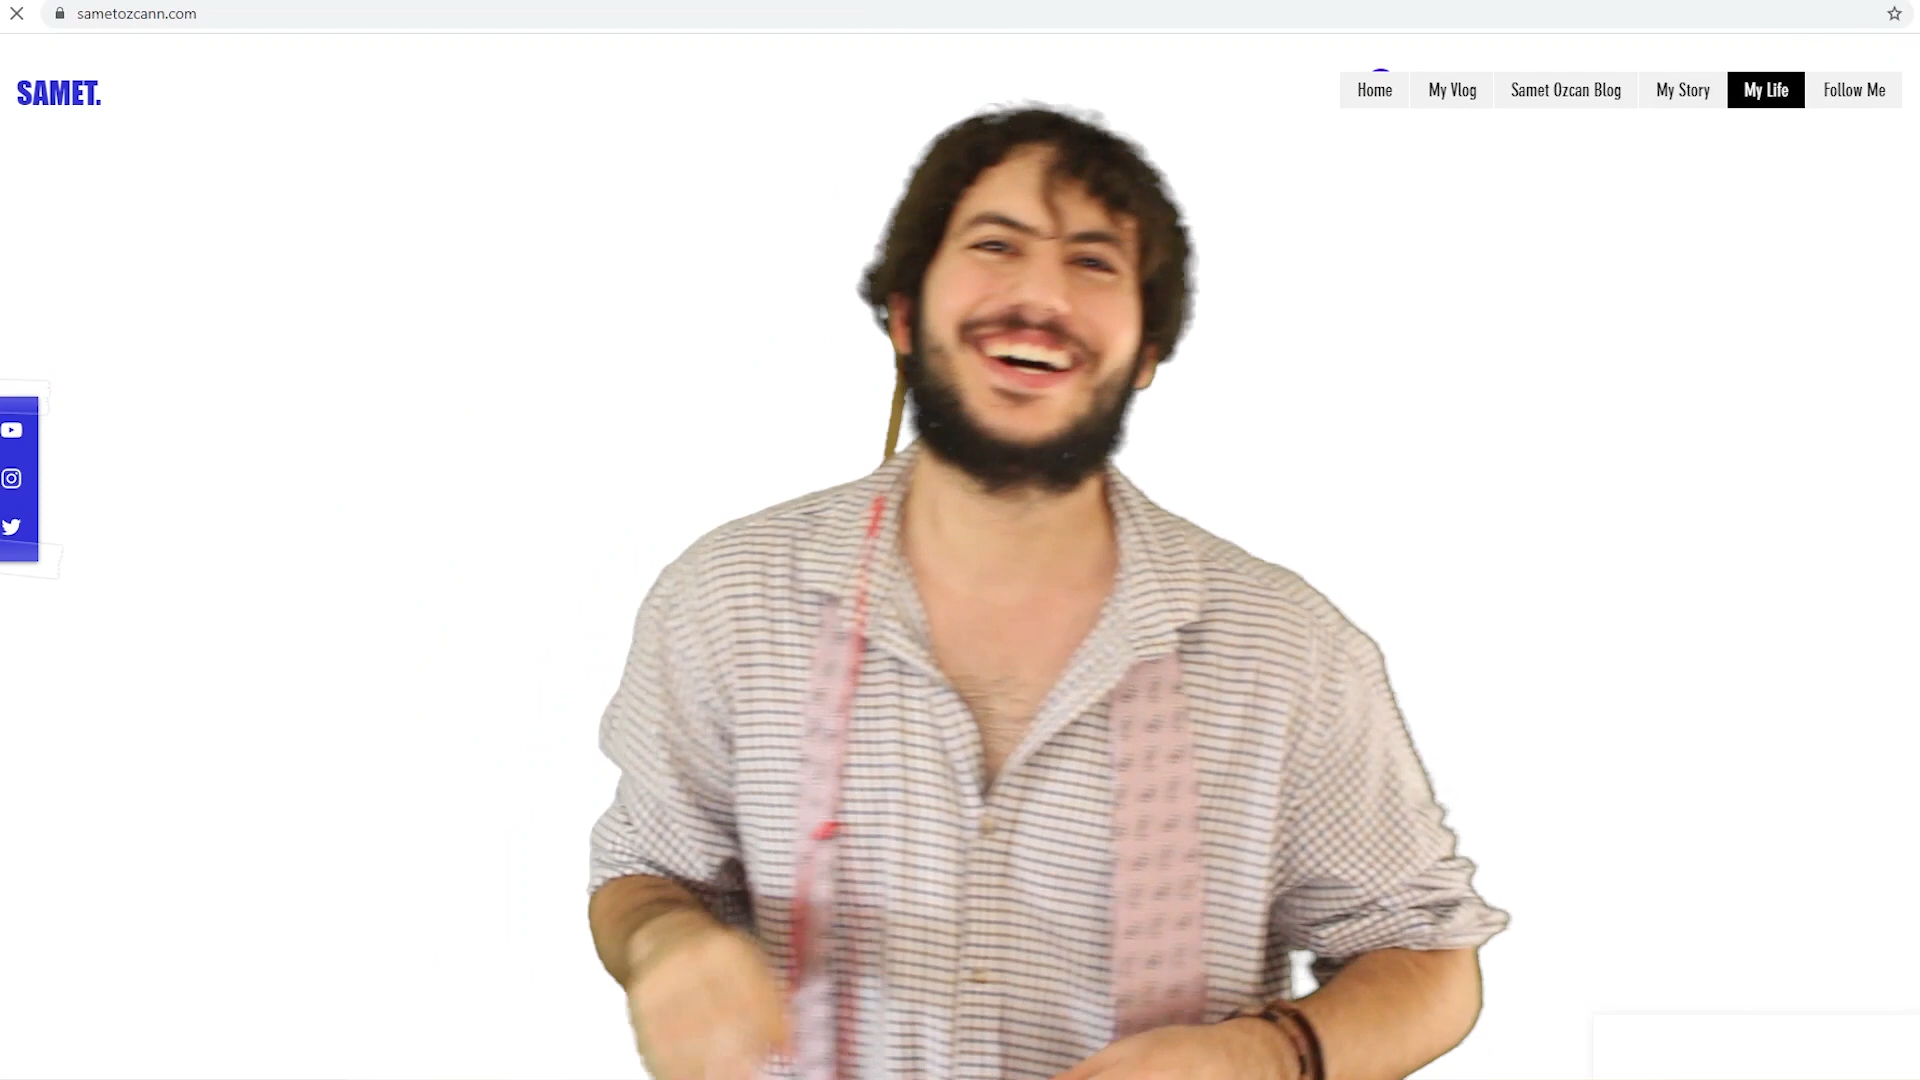 sametozcann.com
SAMET.
Home
My Vlog
Samet Ozcan Blog
My Story
My Life
Follow Me